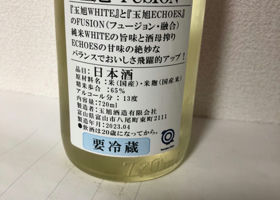 『玉旭WHITE』と『玉旭ECHOES』
のFUSION(フュージョン・融合)
純米WHITEの旨味と酒母搾り
ECHOESの甘味の絶妙な
バランスでおいしさ飛躍的アップ!
品目:日本酒
原材料名:米(国産)・米麹(国産米)
精米歩合:65%
アルコール分:13度
内容量:720ml
製造者:玉旭酒造有限会社
富山県富山市八尾町東町2111
製造年月:2023.04
●飲酒は20歳になってから。
要冷蔵